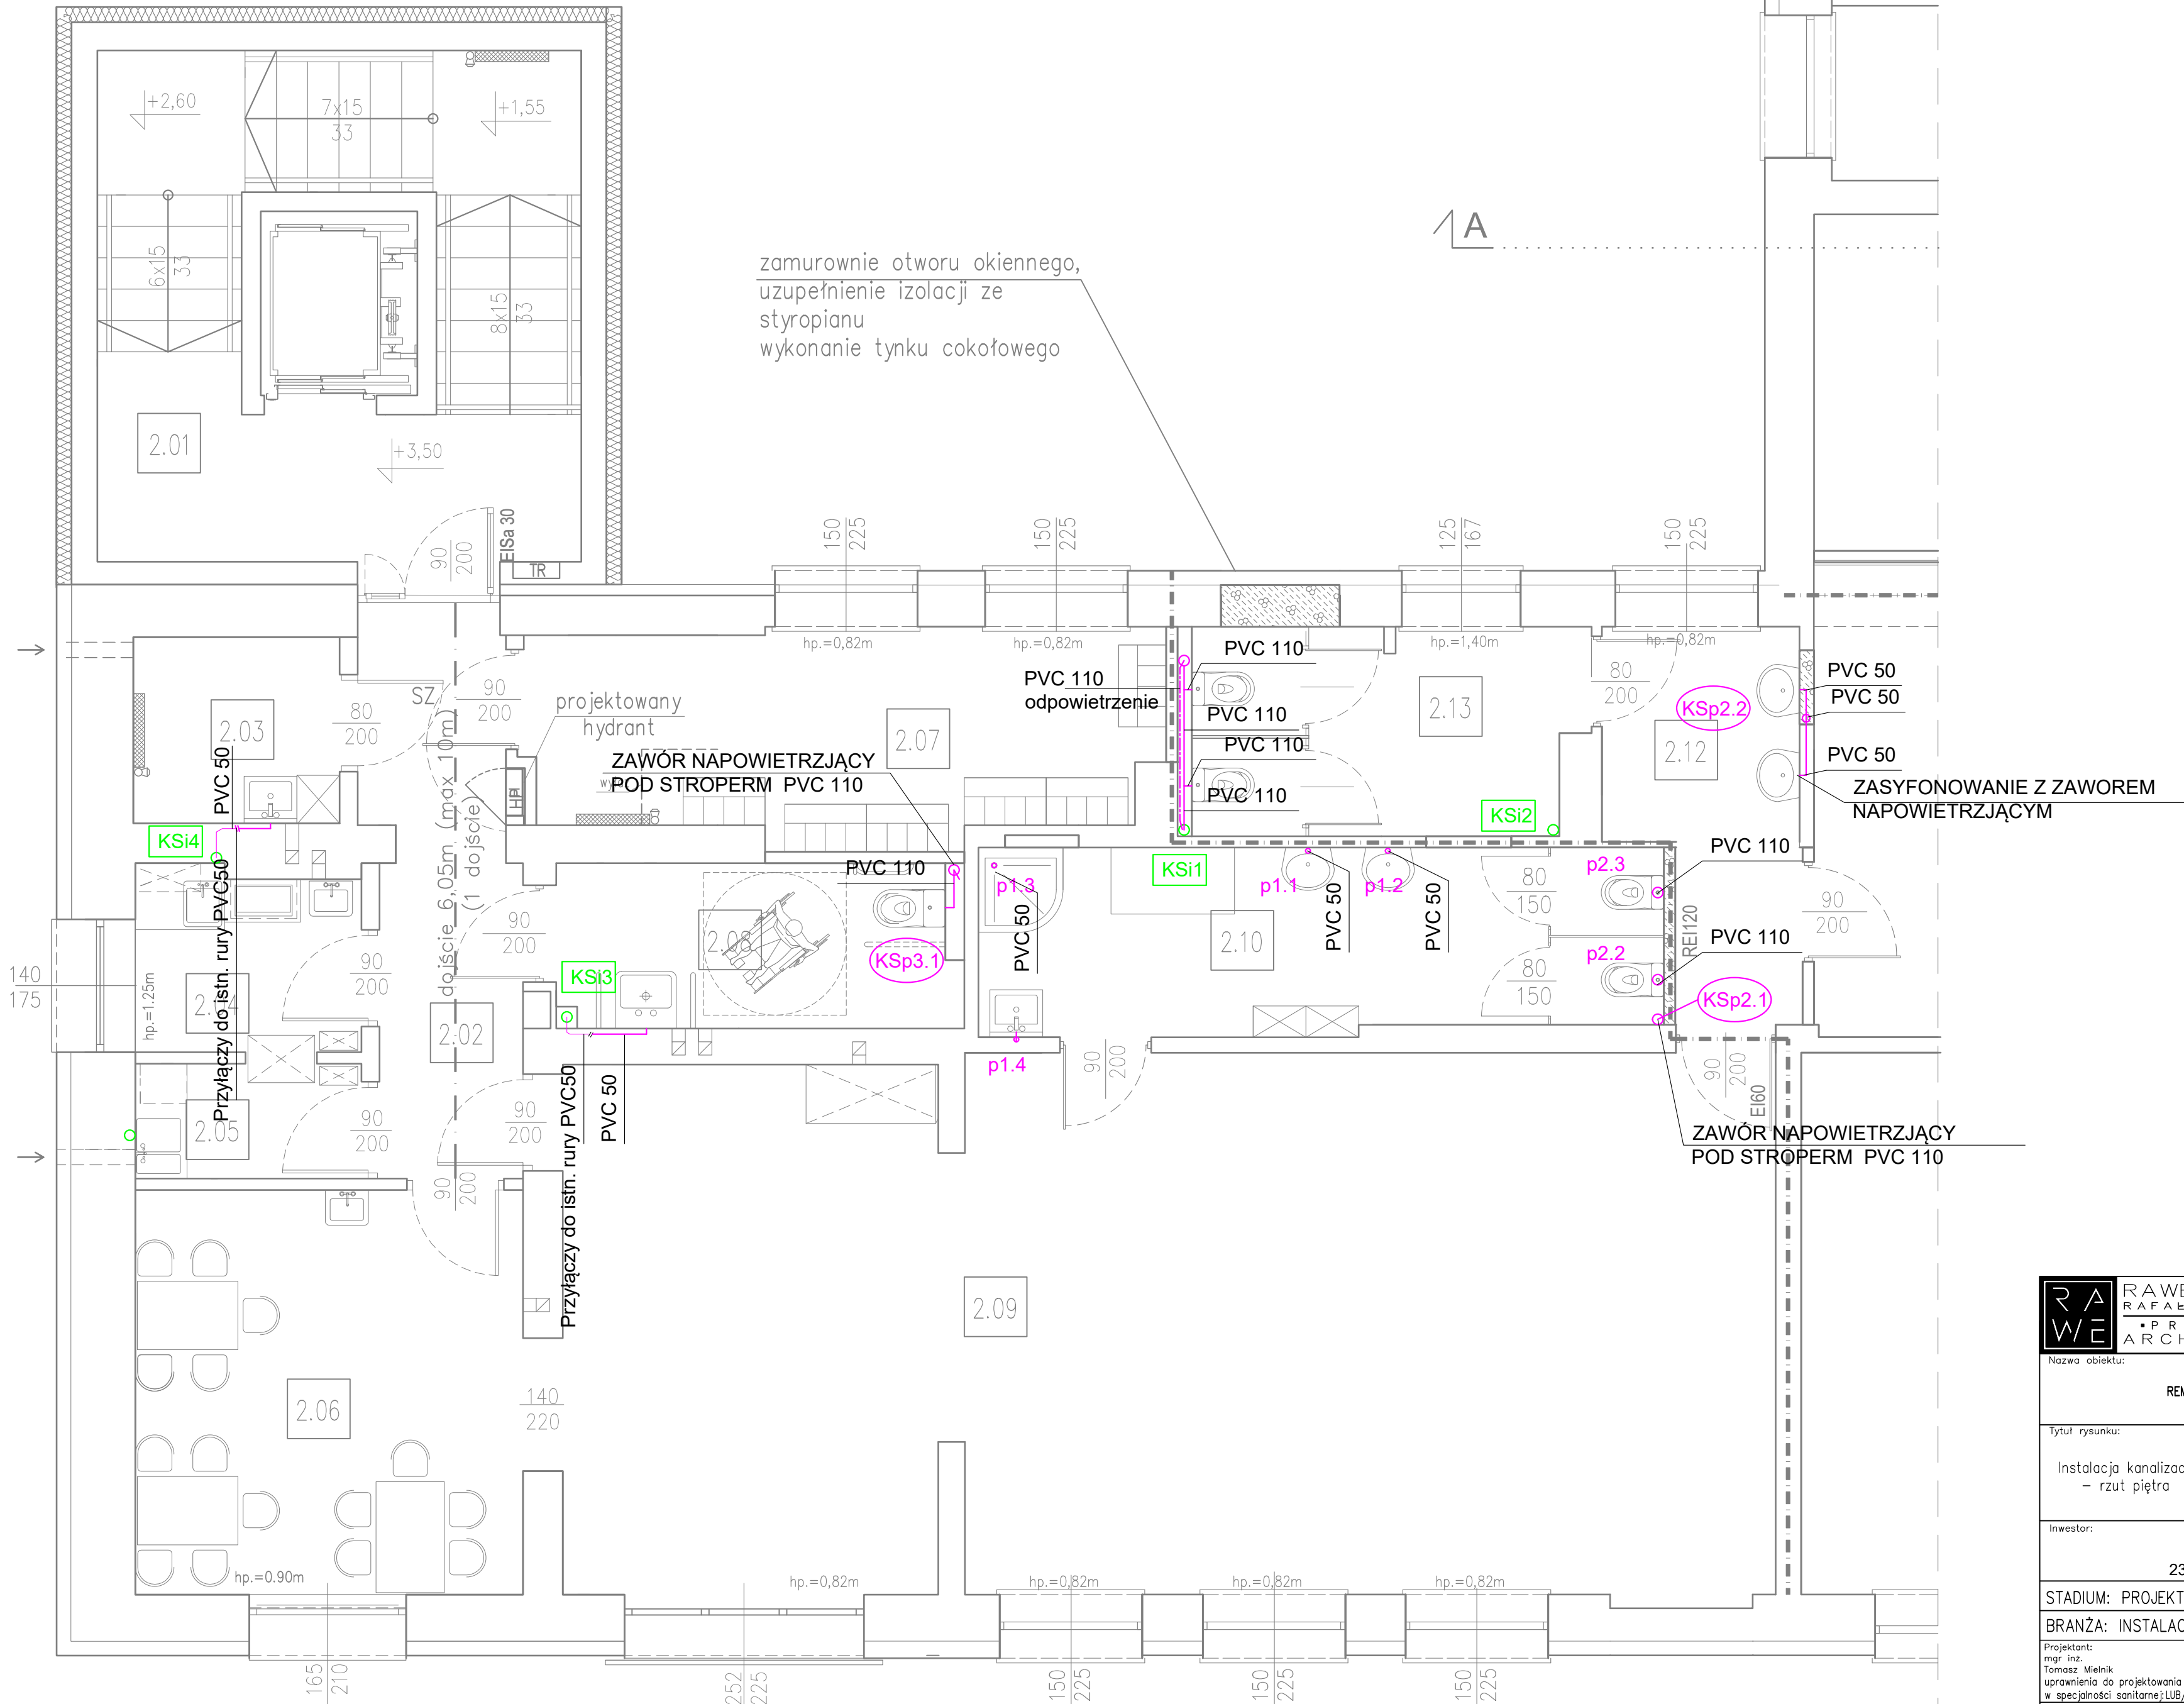 +2,60
7x15
33
+1,55
6x15
33
8x15
33
2.01
+3,50
zamurownie otworu okiennego,
uzupełnienie izolacji ze
styropianu
wykonanie tynku cokołowego
A
90
200
EISa 30
TR
150
225
150
225
125
167
150
225
hp.=0,82m
hp.=0,82m
hp.=1,40m
hp.=0,82m
SZ
80
200
90
200
projektowany
hydrant
HP
2.03
PVC 50
KSi4
Przyłączy do istn. rury PVC50
dojście 6,05m (max 10m)
(1 dojście)
ZAWÓR NAPOWIETRZJĄCY
POD STROPERM PVC 110
2.07
PVC 110
odpowietrzenie
PVC 110
PVC 110
PVC 110
PVC 110
2.13
80
200
KSp2.2
2.12
PVC 50
PVC 50
PVC 50
ZASYFONOWANIE Z ZAWOREM
NAPOWIETRZJĄCYM
KSi2
PVC 110
KSi1
p1.3
PVC 50
p1.1
PVC 50
p1.2
PVC 50
80
150
p2.3
PVC 110
90
200
REI120
2.10
p2.2
PVC 110
80
150
KSp2.1
2.08
KSp3.1
90
200
KSi3
140
175
hp.=1.25m
2.04
90
200
2.02
p1.4
90
200
90
200
EI60
ZAWÓR NAPOWIETRZJĄCY
POD STROPERM PVC 110
2.05
90
200
90
200
90
200
PVC 50
Przyłączy do istn. rury PVC50
2.09
2.06
140
220
hp.=0.90m
hp.=0,82m
hp.=0,82m
hp.=0,82m
hp.=0,82m
165
210
252
225
150
225
150
225
150
225
RAWE
RAWE
RAFAŁ
•PR
ARCH
Nazwa obiektu:
REM
Tytuł rysunku:
Instalacja kanalizac
– rzut piętra
Inwestor:
23
STADIUM: PROJEKT
BRANŻA: INSTALAC
Projektant:
mgr inż.
Tomasz Mielnik
uprawnienia do projektowania
w specjalności sanitarnej:LUB